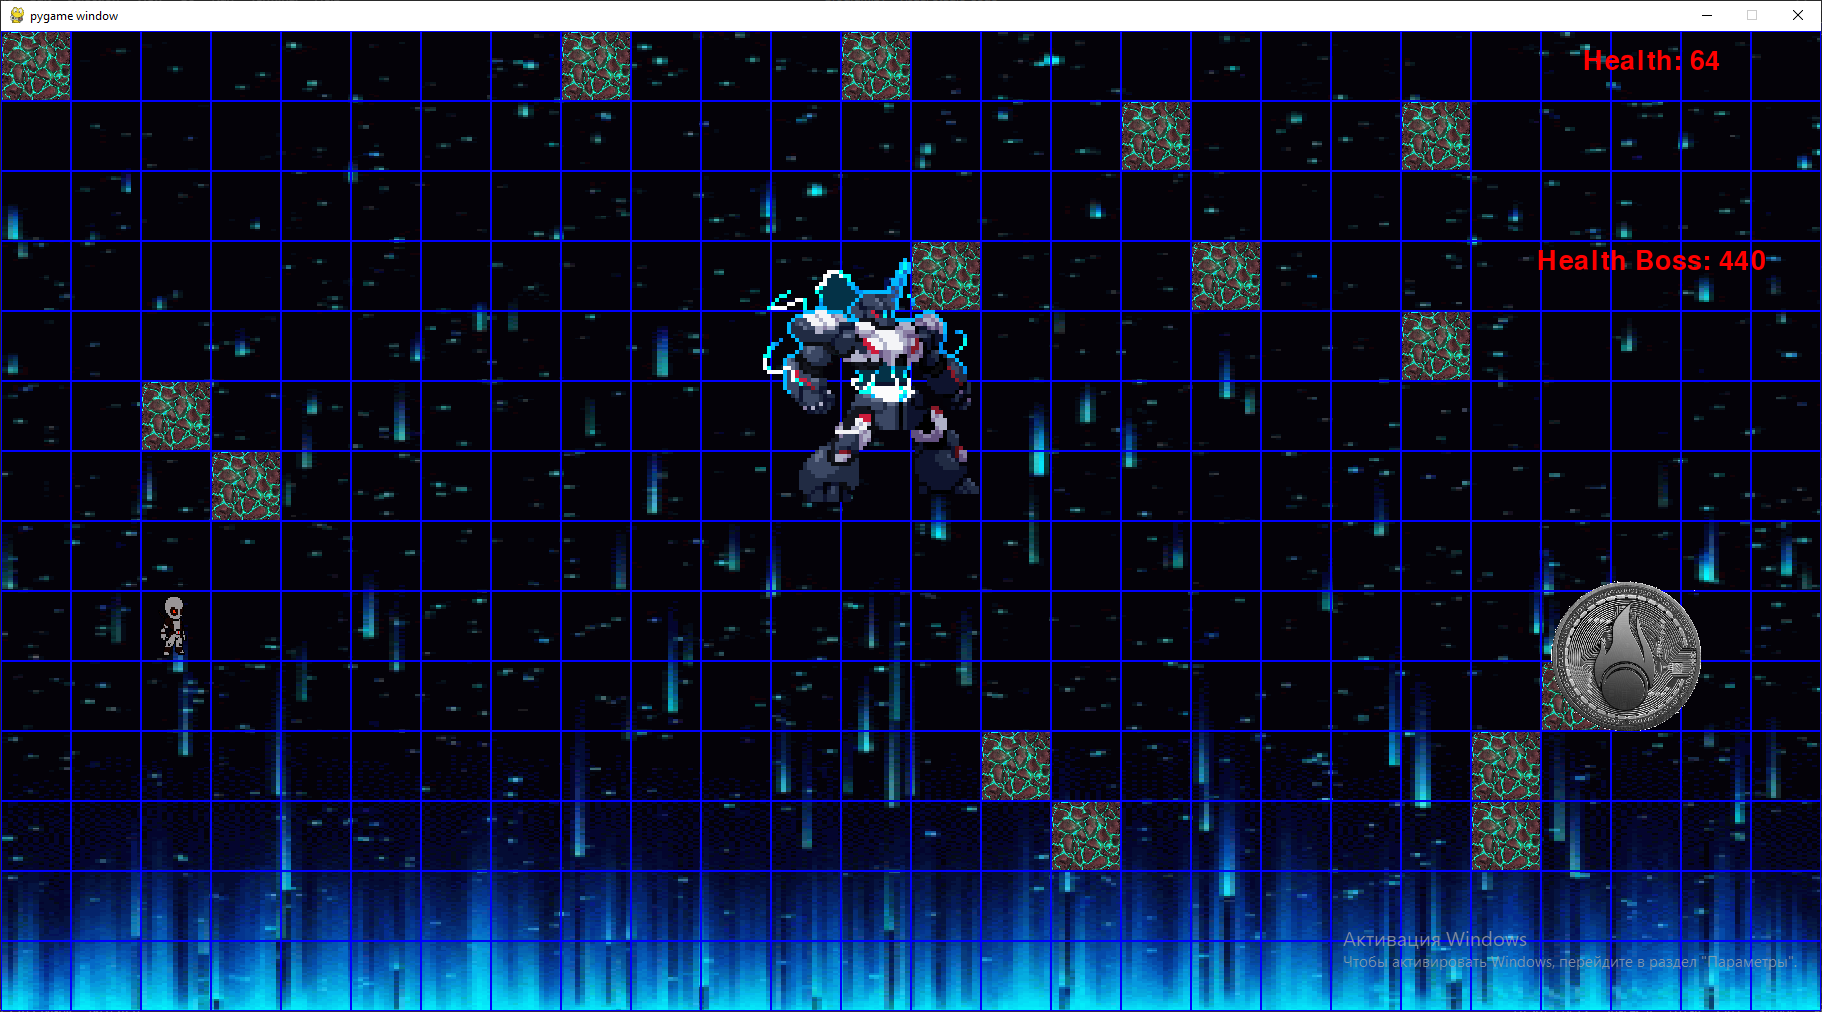 pygame window
Health: 64
Health Boss: 440
Активация Windows
Чтобы активировать Windows, перейдите в раздел "Параметры".